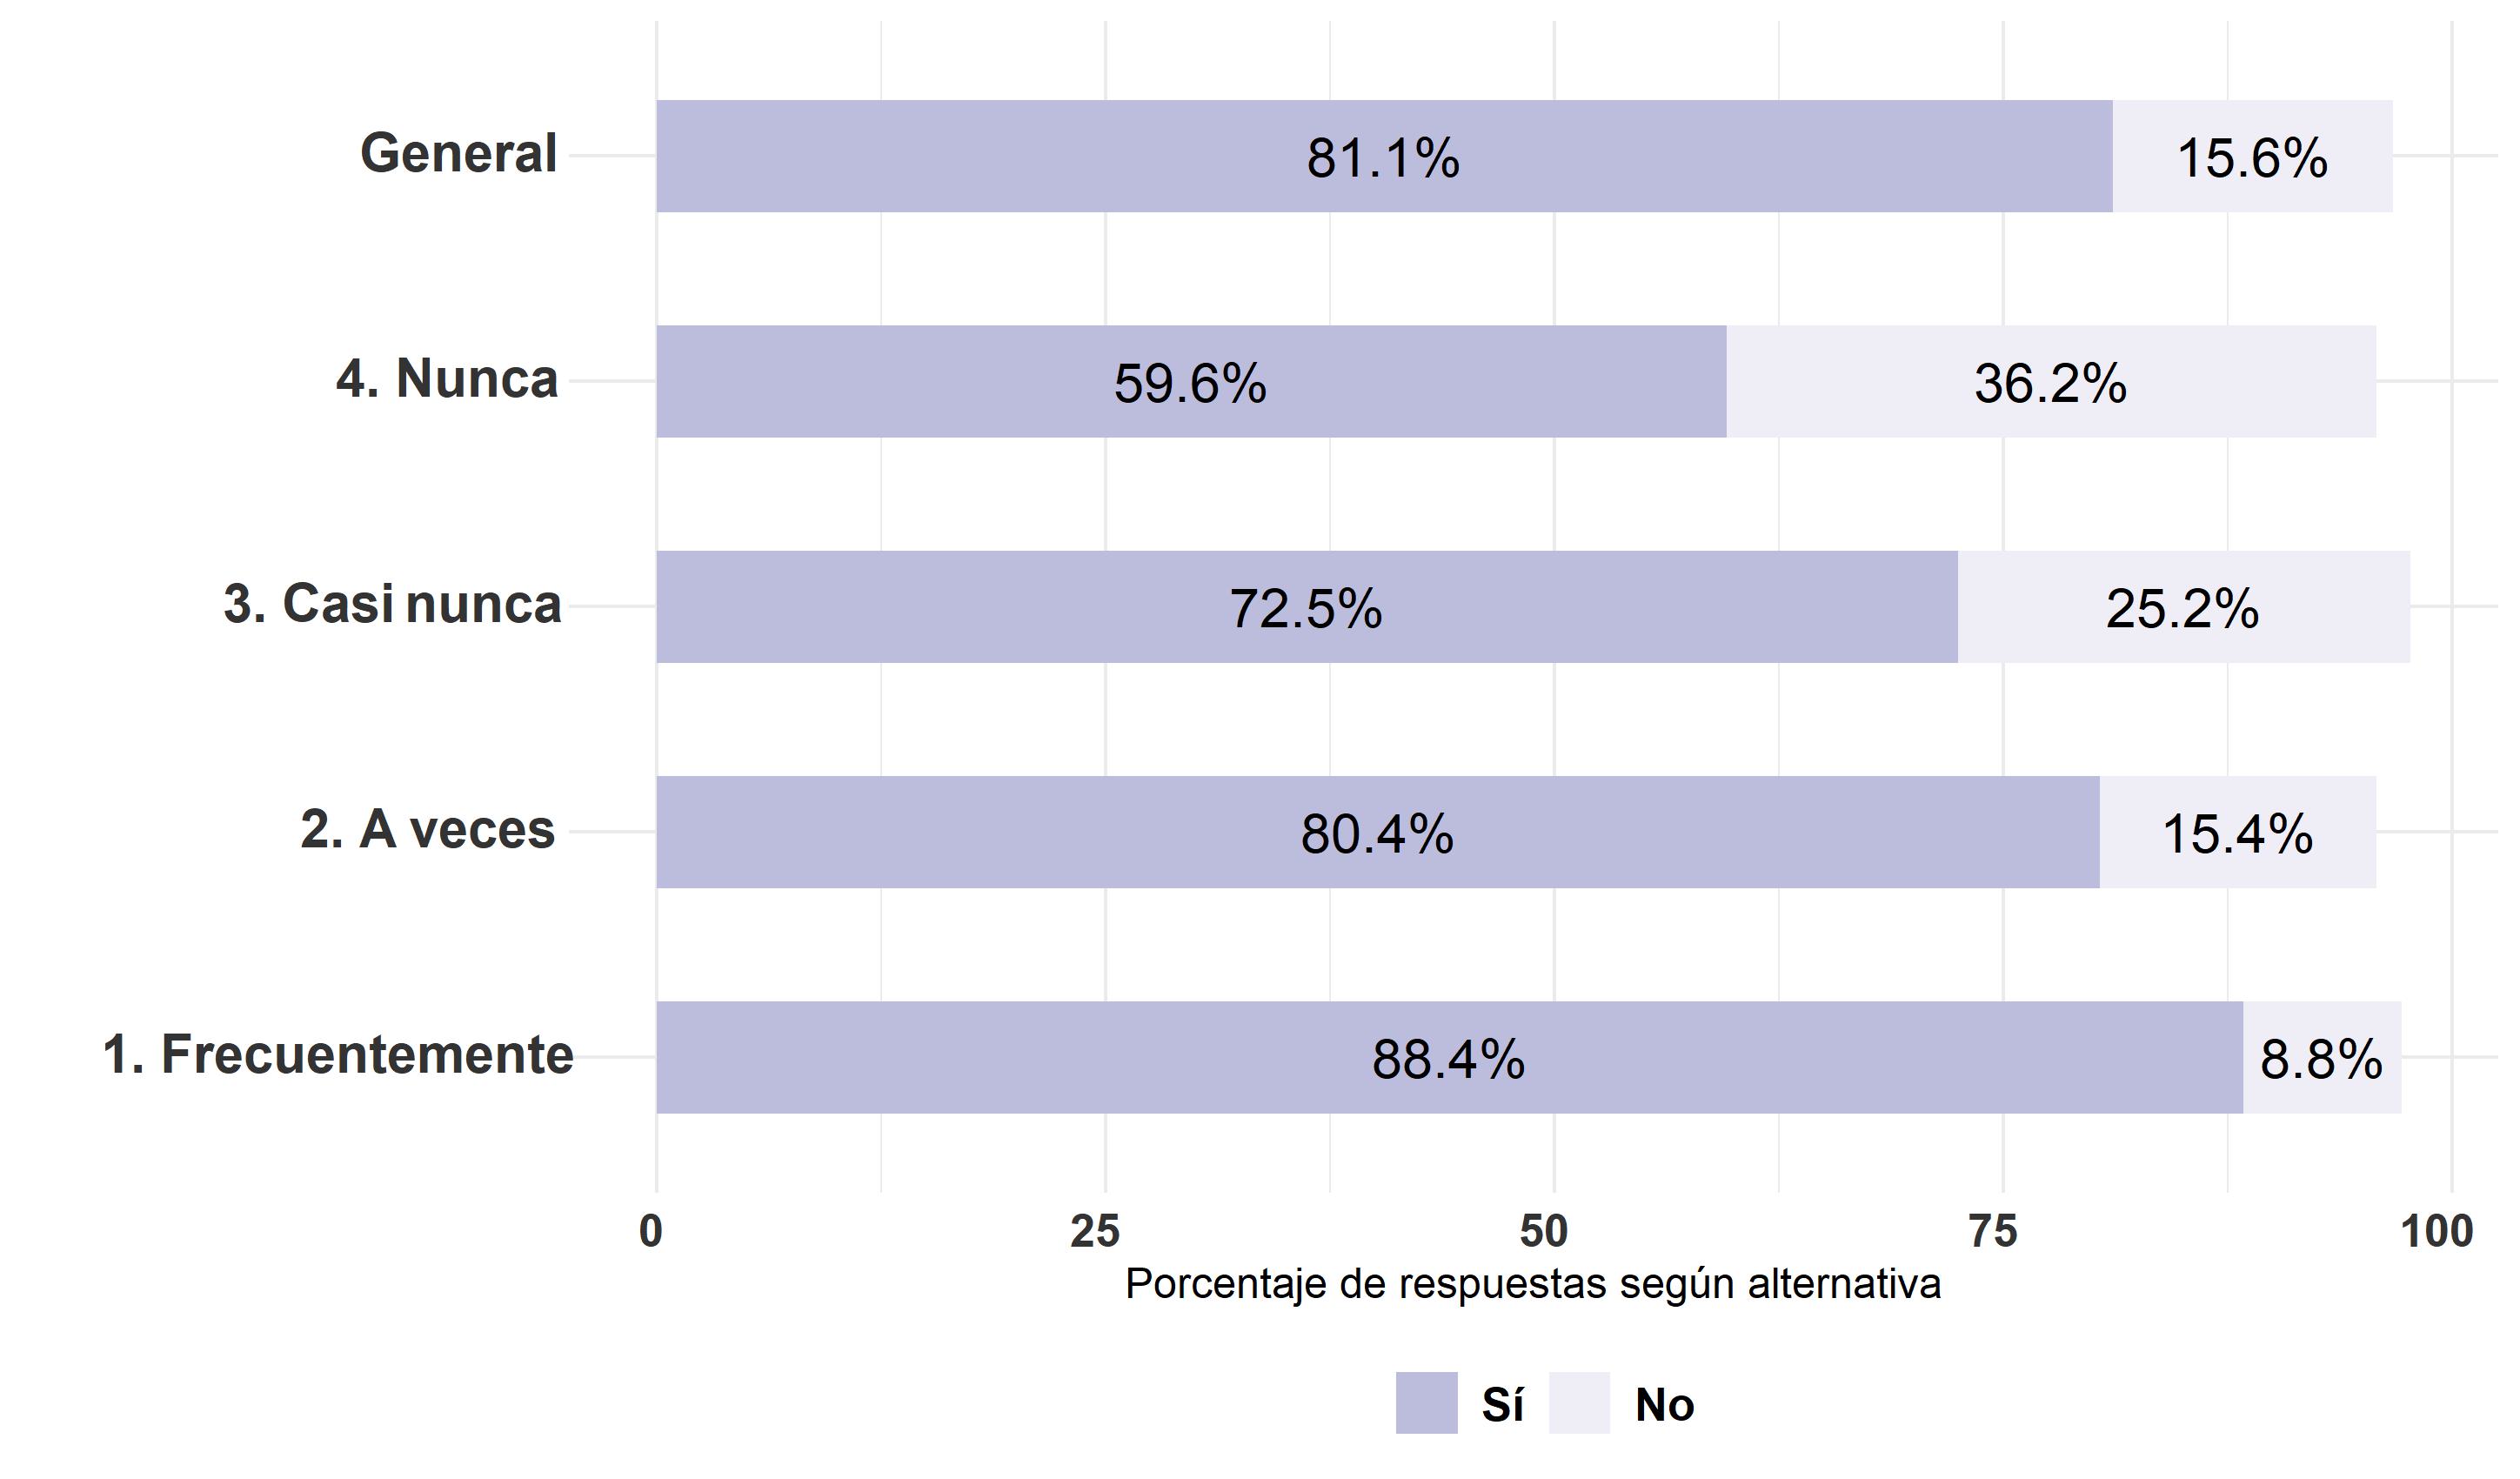 General 81.1% 15.6%
4. Nunca 59.6% 36.2%
3. Casi nunca 72.5% 25.2%
2. A veces 80.4% 15.4%
1. Frecuentemente 88.4% 8.8%
0 25 50 75 100
Porcentaje de respuestas según alternativa
Sí No